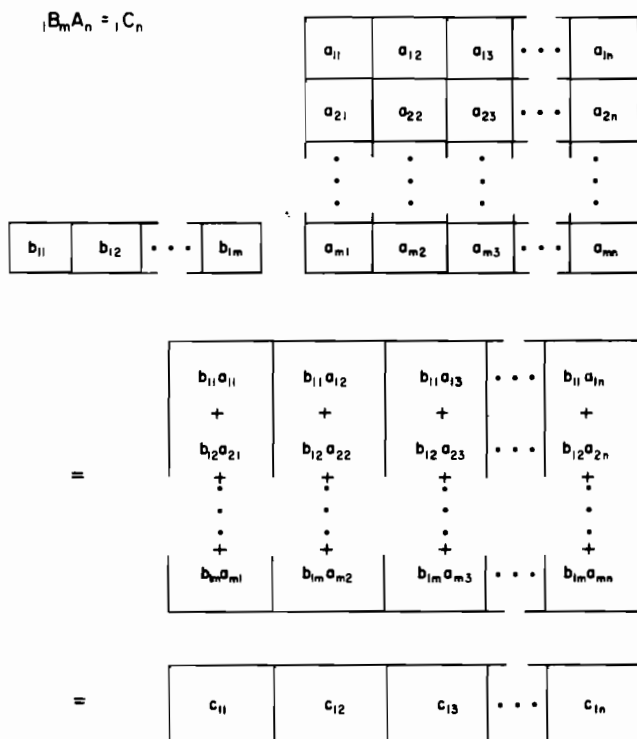 ₁BₘAₙ = ₁Cₙ
a₁₁ a₁₂ a₁₃ • • • a₁ₙ
a₂₁ a₂₂ a₂₃ • • • a₂ₙ
• • • •
• • • •
• • • •
b₁₁ b₁₂ • • • b₁ₘ aₘ₁ aₘ₂ aₘ₃ • • • aₘₙ
b₁₁a₁₁ b₁₁a₁₂ b₁₁a₁₃ • • • b₁₁a₁ₙ
+ + + +
= b₁₂a₂₁ b₁₂a₂₂ b₁₂a₂₃ • • • b₁₂a₂ₙ
+ + + +
• • • •
• • • •
• • • •
+ + + +
b₁ₘaₘ₁ b₁ₘaₘ₂ b₁ₘaₘ₃ • • • b₁ₘaₘₙ
= c₁₁ c₁₂ c₁₃ • • • c₁ₙ